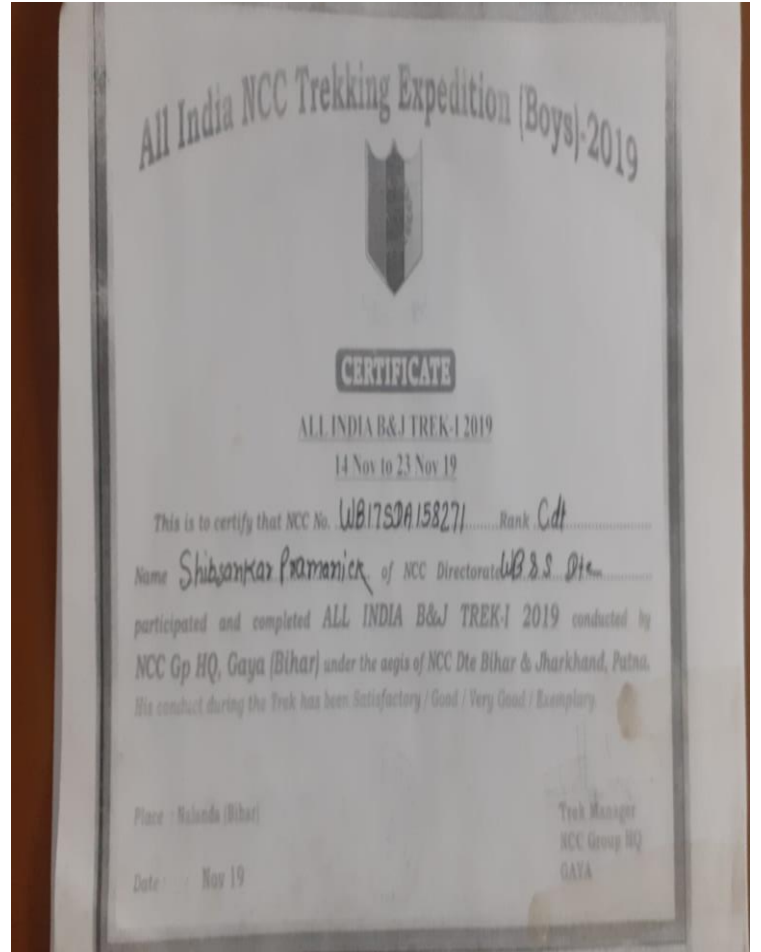 All India NCC Trekking Expedition (Boys)-2019
CERTIFICATE
ALL INDIA B&J TREK-I 2019
14 Nov to 23 Nov 19
This is to certify that NCC No. WB17SDA158271 Rank Cdt
Name Shibsankar Pramanick of NCC Directorate WB & S Dte
participated and completed ALL INDIA B&J TREK-I 2019 conducted by
NCC Gp HQ, Gaya (Bihar) under the aegis of NCC Dte Bihar & Jharkhand, Patna.
His conduct during the Trek has been Satisfactory / Good / Very Good / Exemplary.
Place : Nalanda (Bihar)
Trek Manager
NCC Group HQ
Date : Nov 19
GAYA